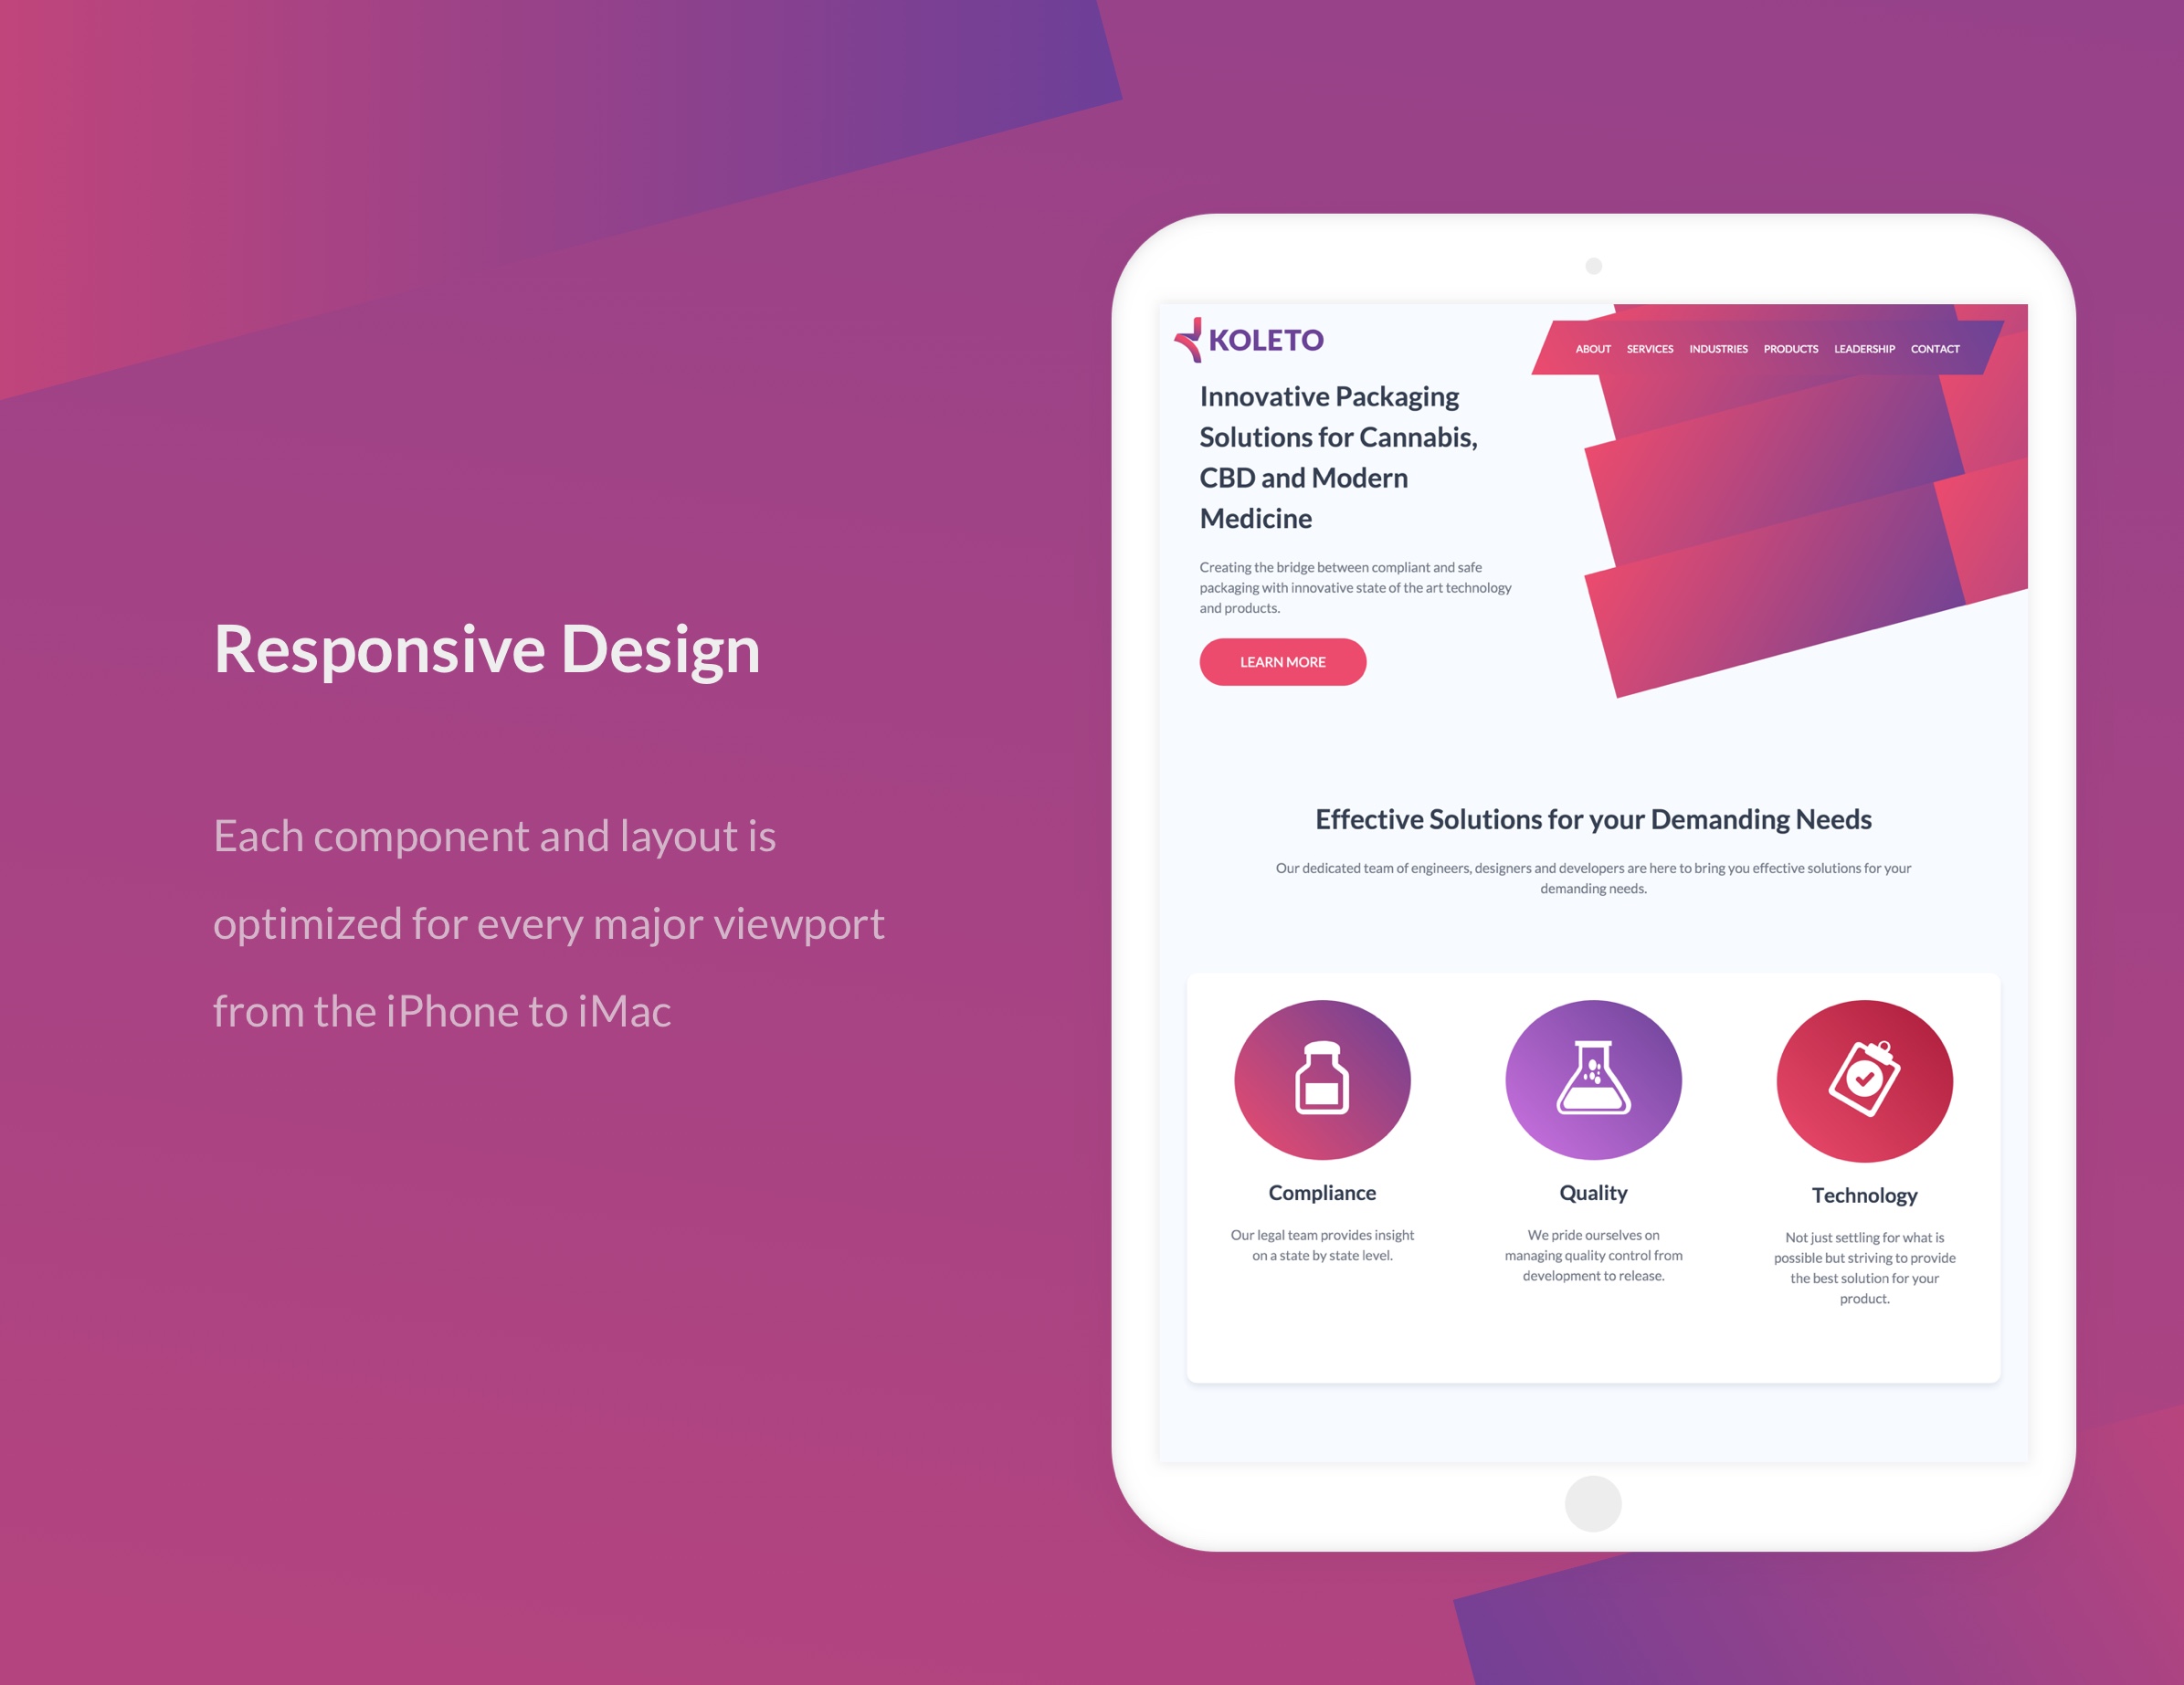 Responsive Design
Each component and layout is
optimized for every major viewport
from the iPhone to iMac
KOLETO
ABOUT SERVICES INDUSTRIES PRODUCTS LEADERSHIP CONTACT
Innovative Packaging
Solutions for Cannabis,
CBD and Modern
Medicine
Creating the bridge between compliant and safe
packaging with innovative state of the art technology
and products.
LEARN MORE
Effective Solutions for your Demanding Needs
Our dedicated team of engineers, designers and developers are here to bring you effective solutions for your
demanding needs.
Compliance
Our legal team provides insight
on a state by state level.
Quality
We pride ourselves on
managing quality control from
development to release.
Technology
Not just settling for what is
possible but striving to provide
the best solution for your
product.